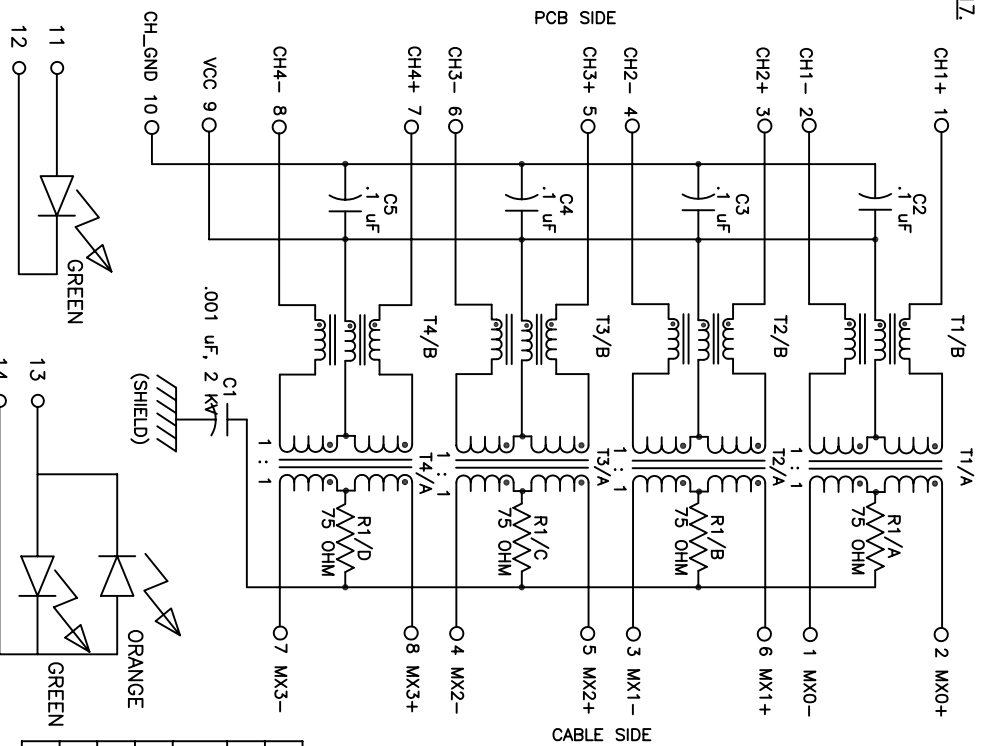 17.
PCB SIDE
CH1+ 1
CH1- 2
CH2+ 3
CH2- 4
CH3+ 5
CH3- 6
CH4+ 7
CH4- 8
VCC 9
CH_GND 10
C2
.1 uF
C3
.1 uF
C4
.1 uF
C5
.1 uF
T1/B
T2/B
T3/B
T4/B
T1/A
1 : 1
T2/A
1 : 1
T3/A
1 : 1
T4/A
1 : 1
R1/A
75 OHM
R1/B
75 OHM
R1/C
75 OHM
R1/D
75 OHM
C1
.001 uF, 2 KV
(SHIELD)
2 MX0+
1 MX0-
6 MX1+
3 MX1-
5 MX2+
4 MX2-
8 MX3+
7 MX3-
CABLE SIDE
11
12
GREEN
13
14
ORANGE
GREEN